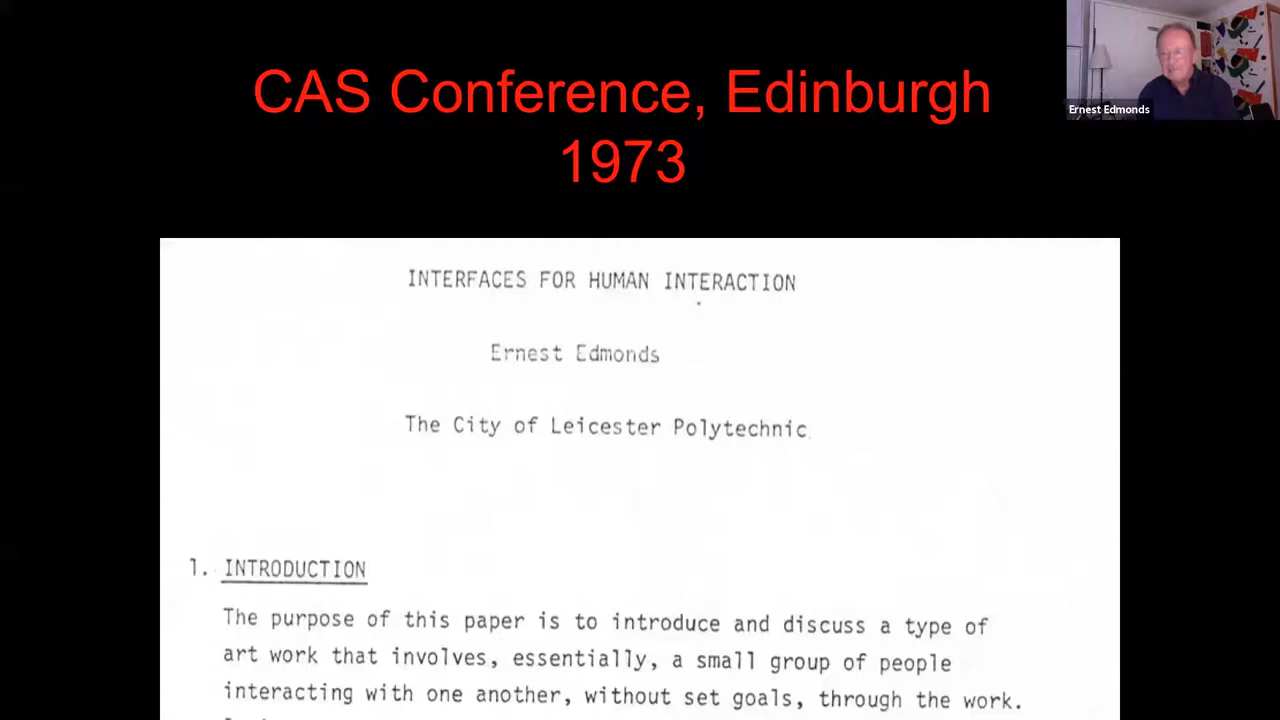 CAS Conference, Edinburgh
1973
Ernest Edmonds
INTERFACES FOR HUMAN INTERACTION
Ernest Edmonds
The City of Leicester Polytechnic
1. INTRODUCTION
The purpose of this paper is to introduce and discuss a type of
art work that involves, essentially, a small group of people
interacting with one another, without set goals, through the work.